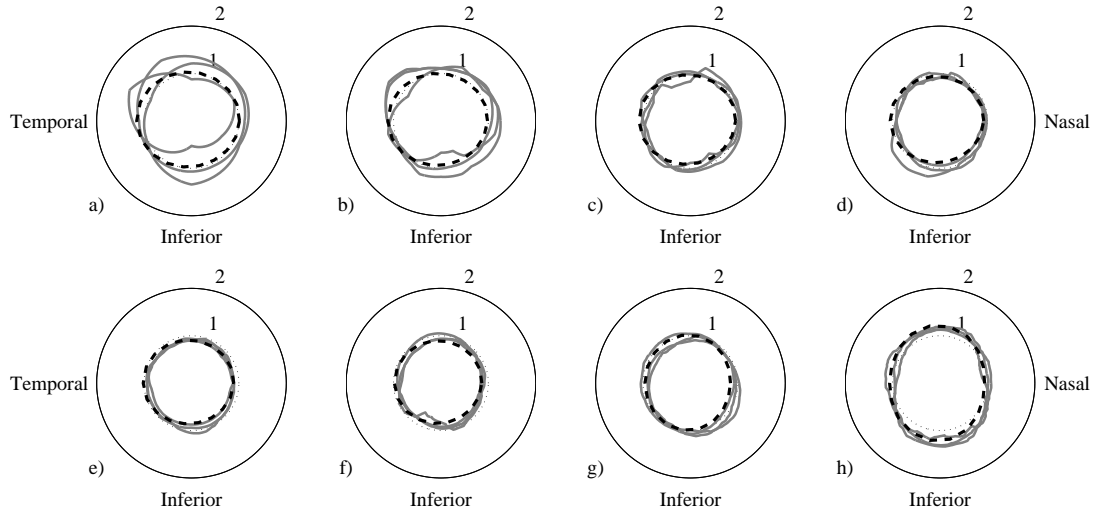 2 2 2 2
1 1 1 1
Temporal Nasal
a) b) c) d)
Inferior Inferior Inferior Inferior
2 2 2 2
1 1 1 1
Temporal Nasal
e) f) g) h)
Inferior Inferior Inferior Inferior